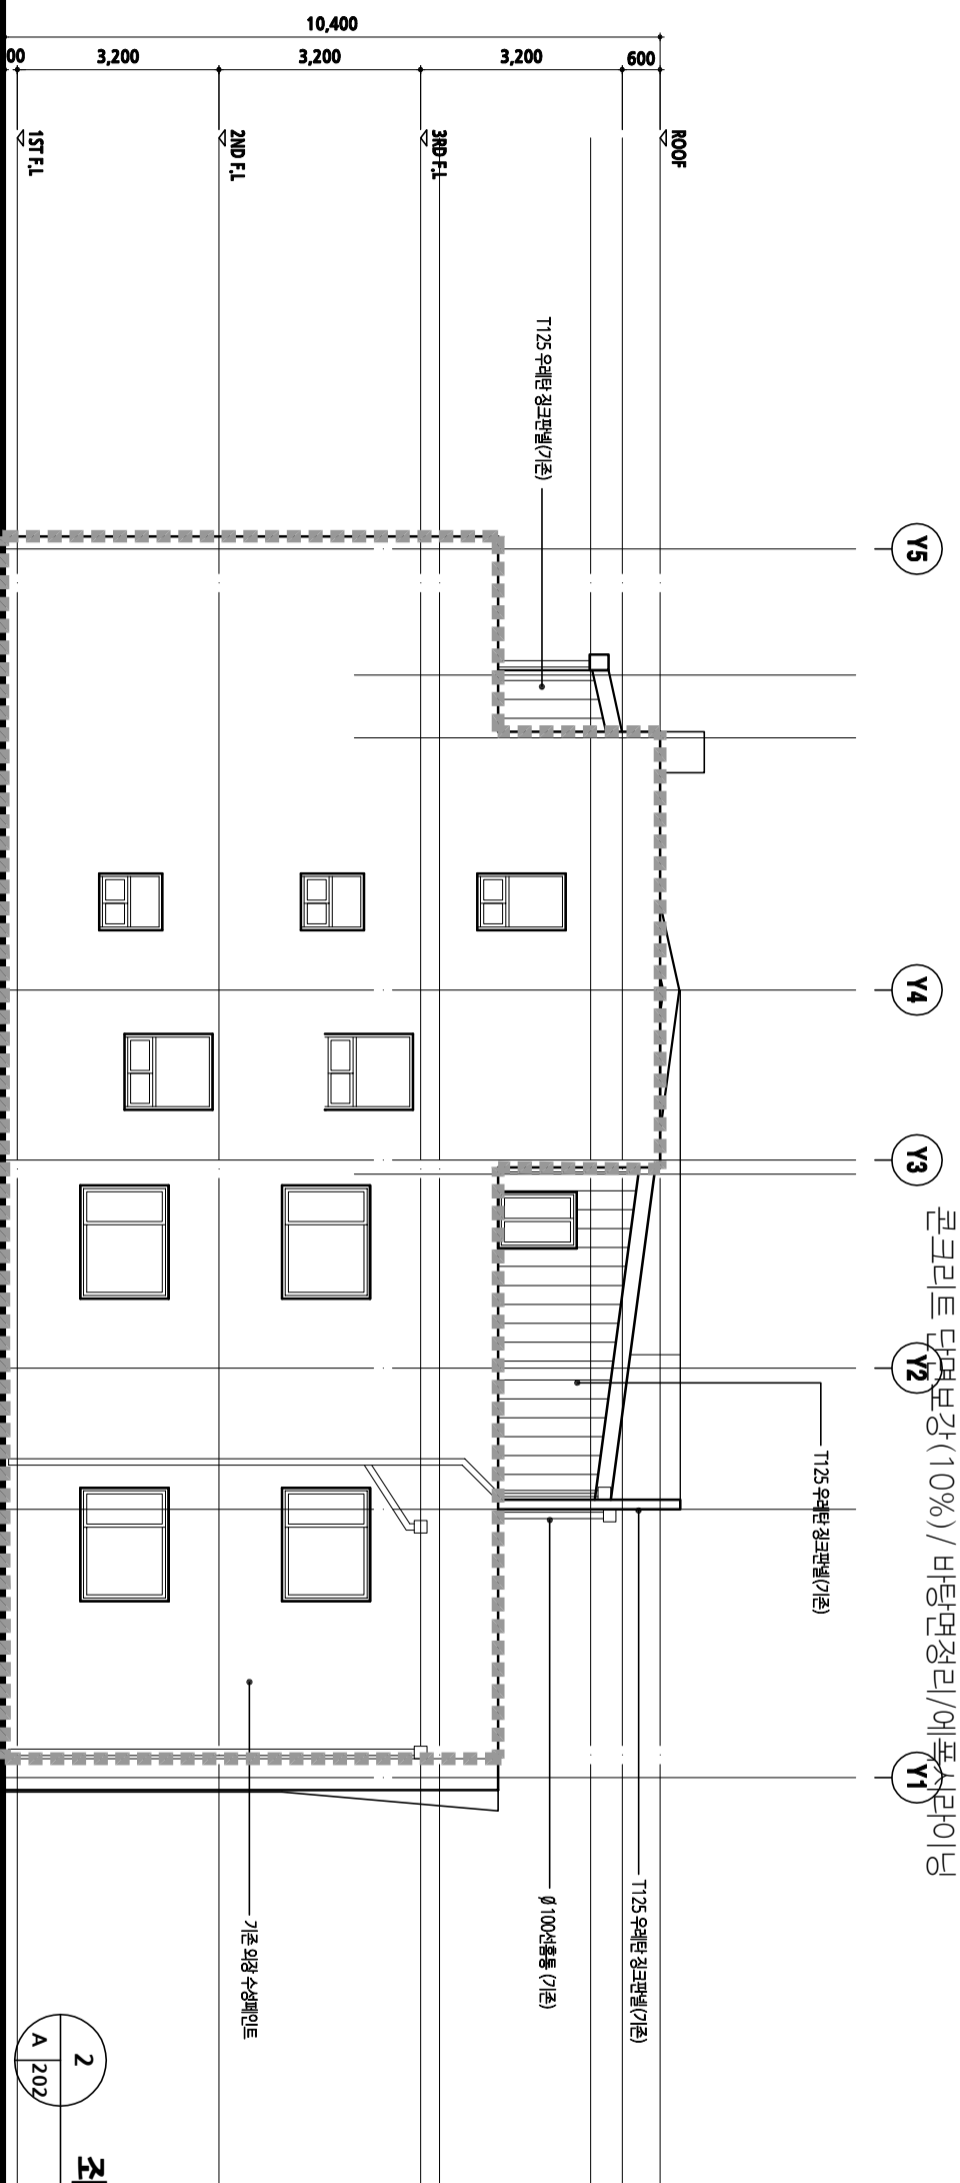 10,400
00
3,200
3,200
3,200
600
1ST F.L
2ND F.L
3RD F.L
ROOF
T125 우레탄 징크판넬(기존)
Y5
Y4
Y3
Y2
Y1
콘크리트 단면보강(10%)/ 바탕면정리/에폭시라이닝
T125 우레탄 징크판넬(기존)
T125 우레탄 징크판넬(기존)
Ø100선홈통 (기존)
기존 외장 수성페인트
2
A 202
좌